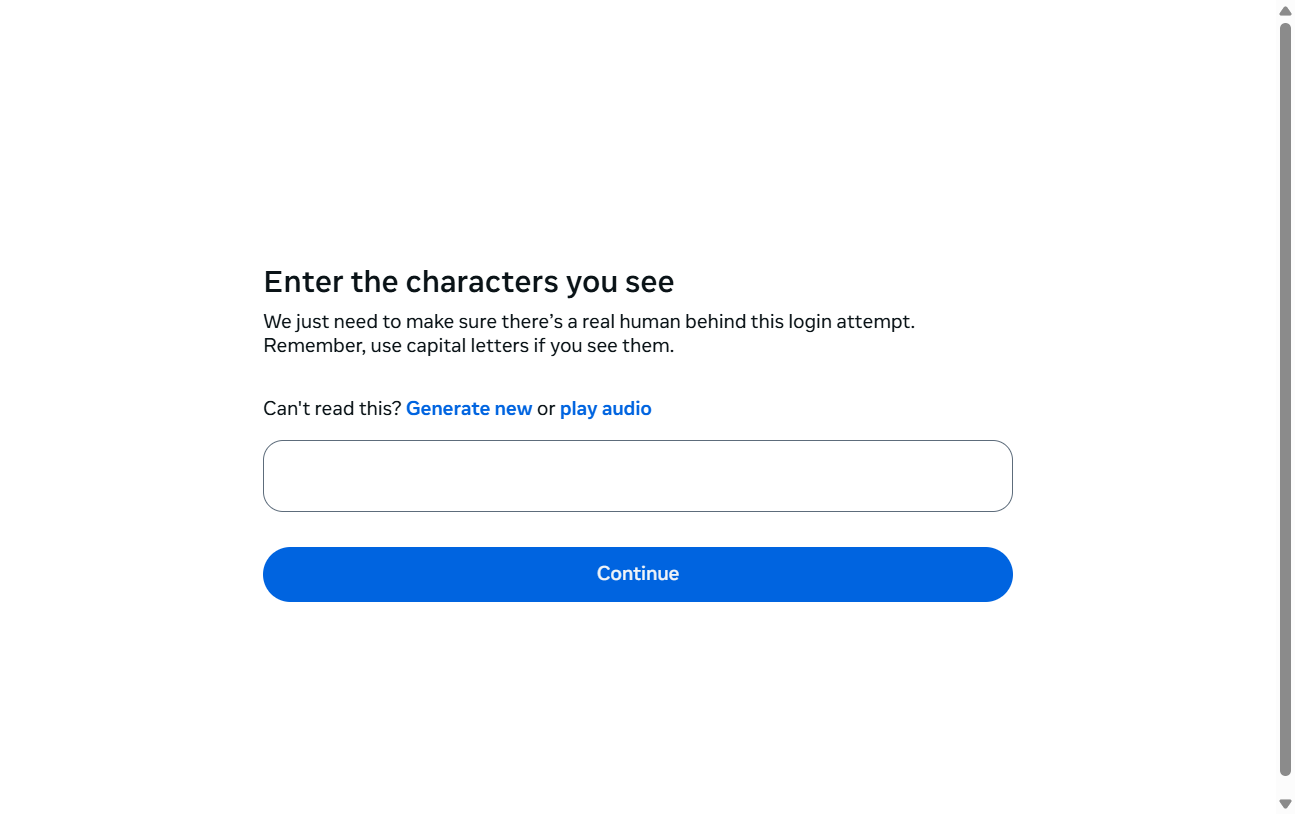 Enter the characters you see
We just need to make sure there’s a real human behind this login attempt.
Remember, use capital letters if you see them.
Can't read this? Generate new or play audio
Continue